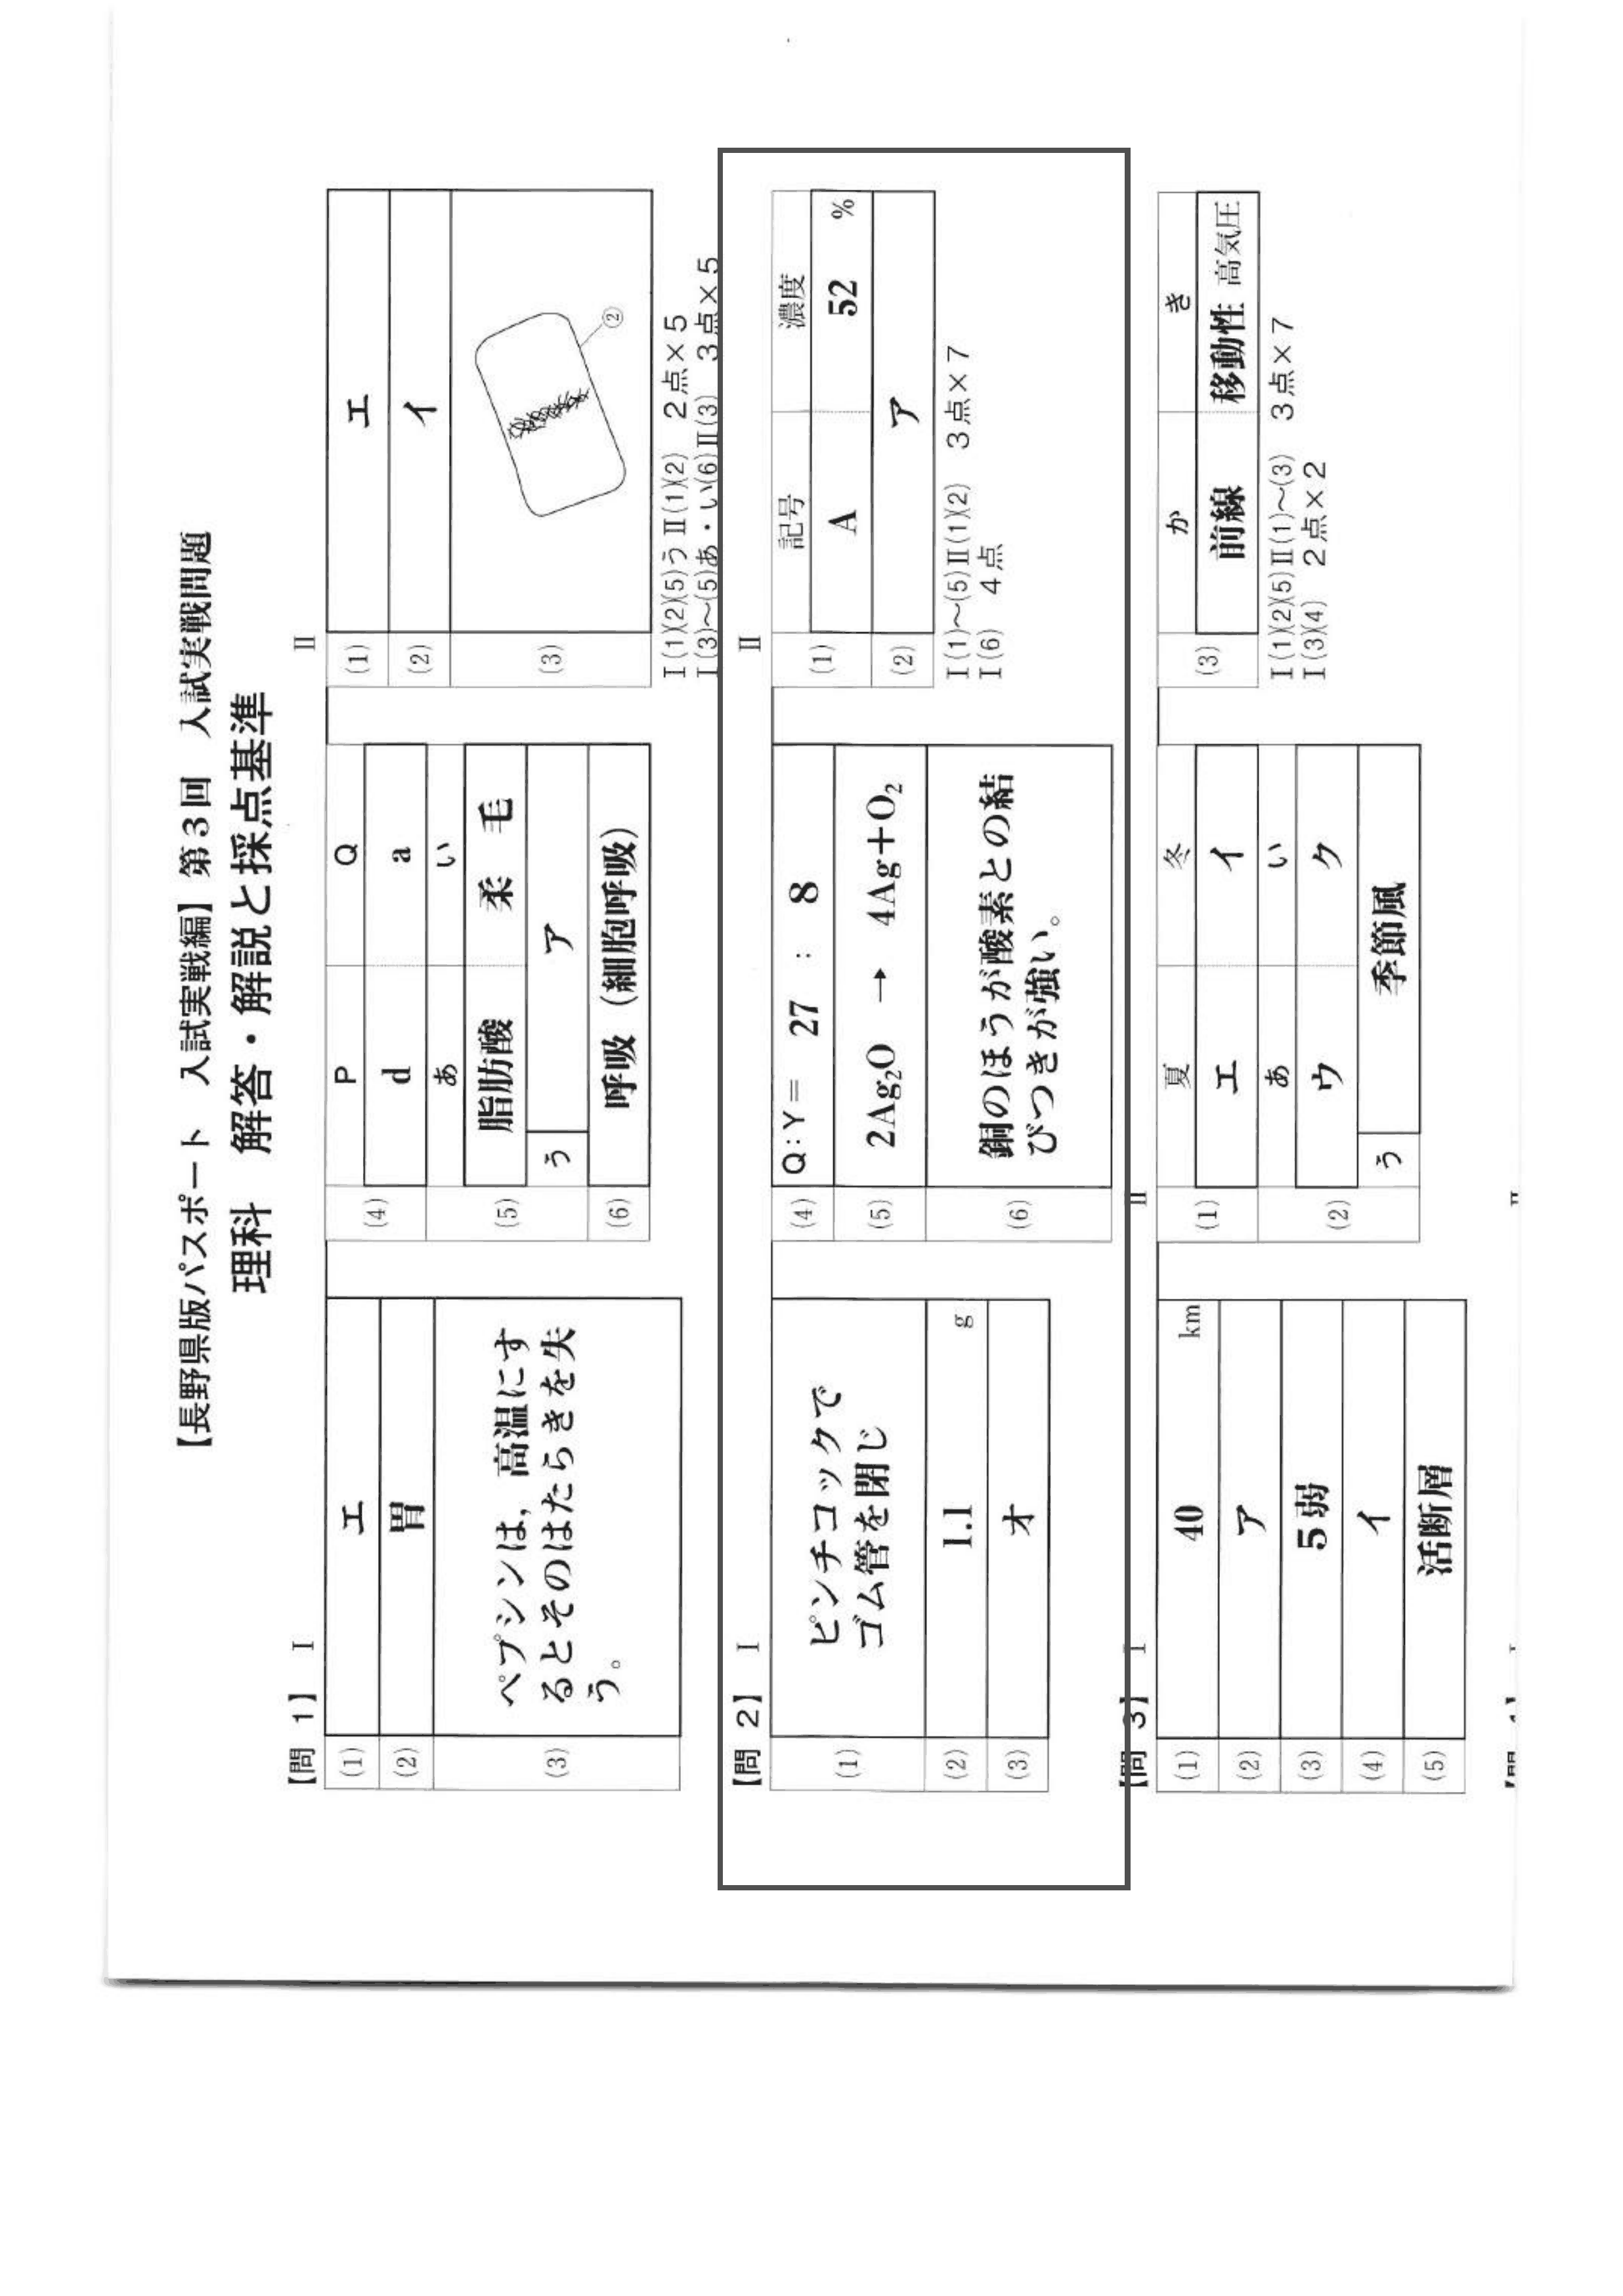 【長野県版パスポート 入試実戦編】第3回 入試実戦問題
理科 解答・解説と採点基準
【問 1】 Ⅰ
(1) エ
(2) 胃
(3) ペプシンは，高温にす
るとそのはたらきを失
う。
P Q
(4) d a
あ い
(5) 脂肪酸 柔毛
う ア
(6) 呼吸（細胞呼吸）
Ⅱ
(1) エ
(2) イ
(3) ②
Ⅰ(1)(2)(5)うⅡ(1)(2) 2点×5
Ⅰ(3)～(5)あ・い(6)Ⅱ(3) 3点×5
【問 2】 Ⅰ
(1) ピンチコックで
ゴム管を閉じ
(2) 1.1 g
(3) オ
(4) Q：Y＝ 27 : 8
(5) 2Ag₂O → 4Ag＋O₂
(6) 銅のほうが酸素との結
びつきが強い。
Ⅱ
記号 濃度
(1) A 52 %
(2) ア
Ⅰ(1)～(5)Ⅱ(1)(2) 3点×7
Ⅰ(6) 4点
【問 3】 Ⅰ
(1) 40 km
(2) ア
(3) 5弱
(4) イ
(5) 活断層
Ⅱ
夏 冬
(1) エ イ
あ い
(2) ウ ク
う 季節風
か き
(3) 前線 移動性 高気圧
Ⅰ(1)(2)(5)Ⅱ(1)～(3) 3点×7
Ⅰ(3)(4) 2点×2